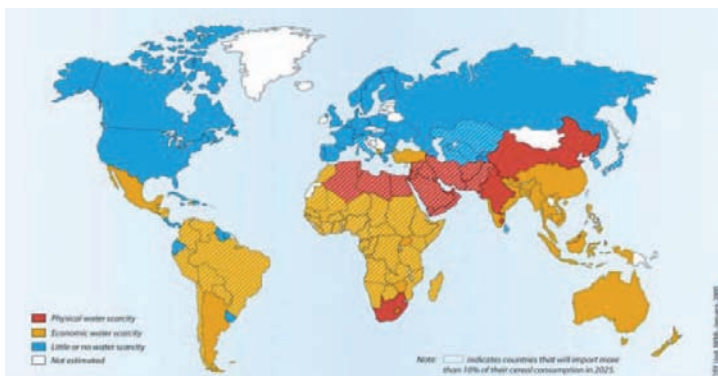 Physical water scarcity
Economic water scarcity
Little or no water scarcity
Not estimated
Note: indicates countries that will import more
than 10% of their cereal consumption in 2025.